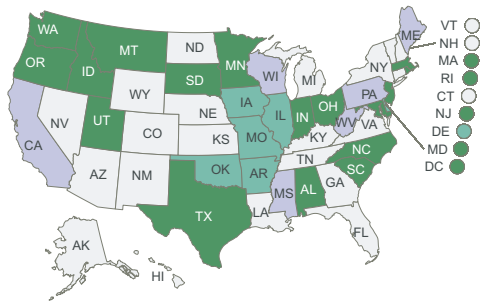 WA
MT
ND
MN
ME
VT
NH
MA
RI
CT
NJ
DE
MD
DC
OR
ID
SD
WI
MI
NY
WY
NE
IA
PA
NV
UT
CO
KS
MO
IL
IN
OH
WV
VA
KY
CA
AZ
NM
OK
AR
TN
NC
SC
TX
LA
MS
AL
GA
FL
AK
HI